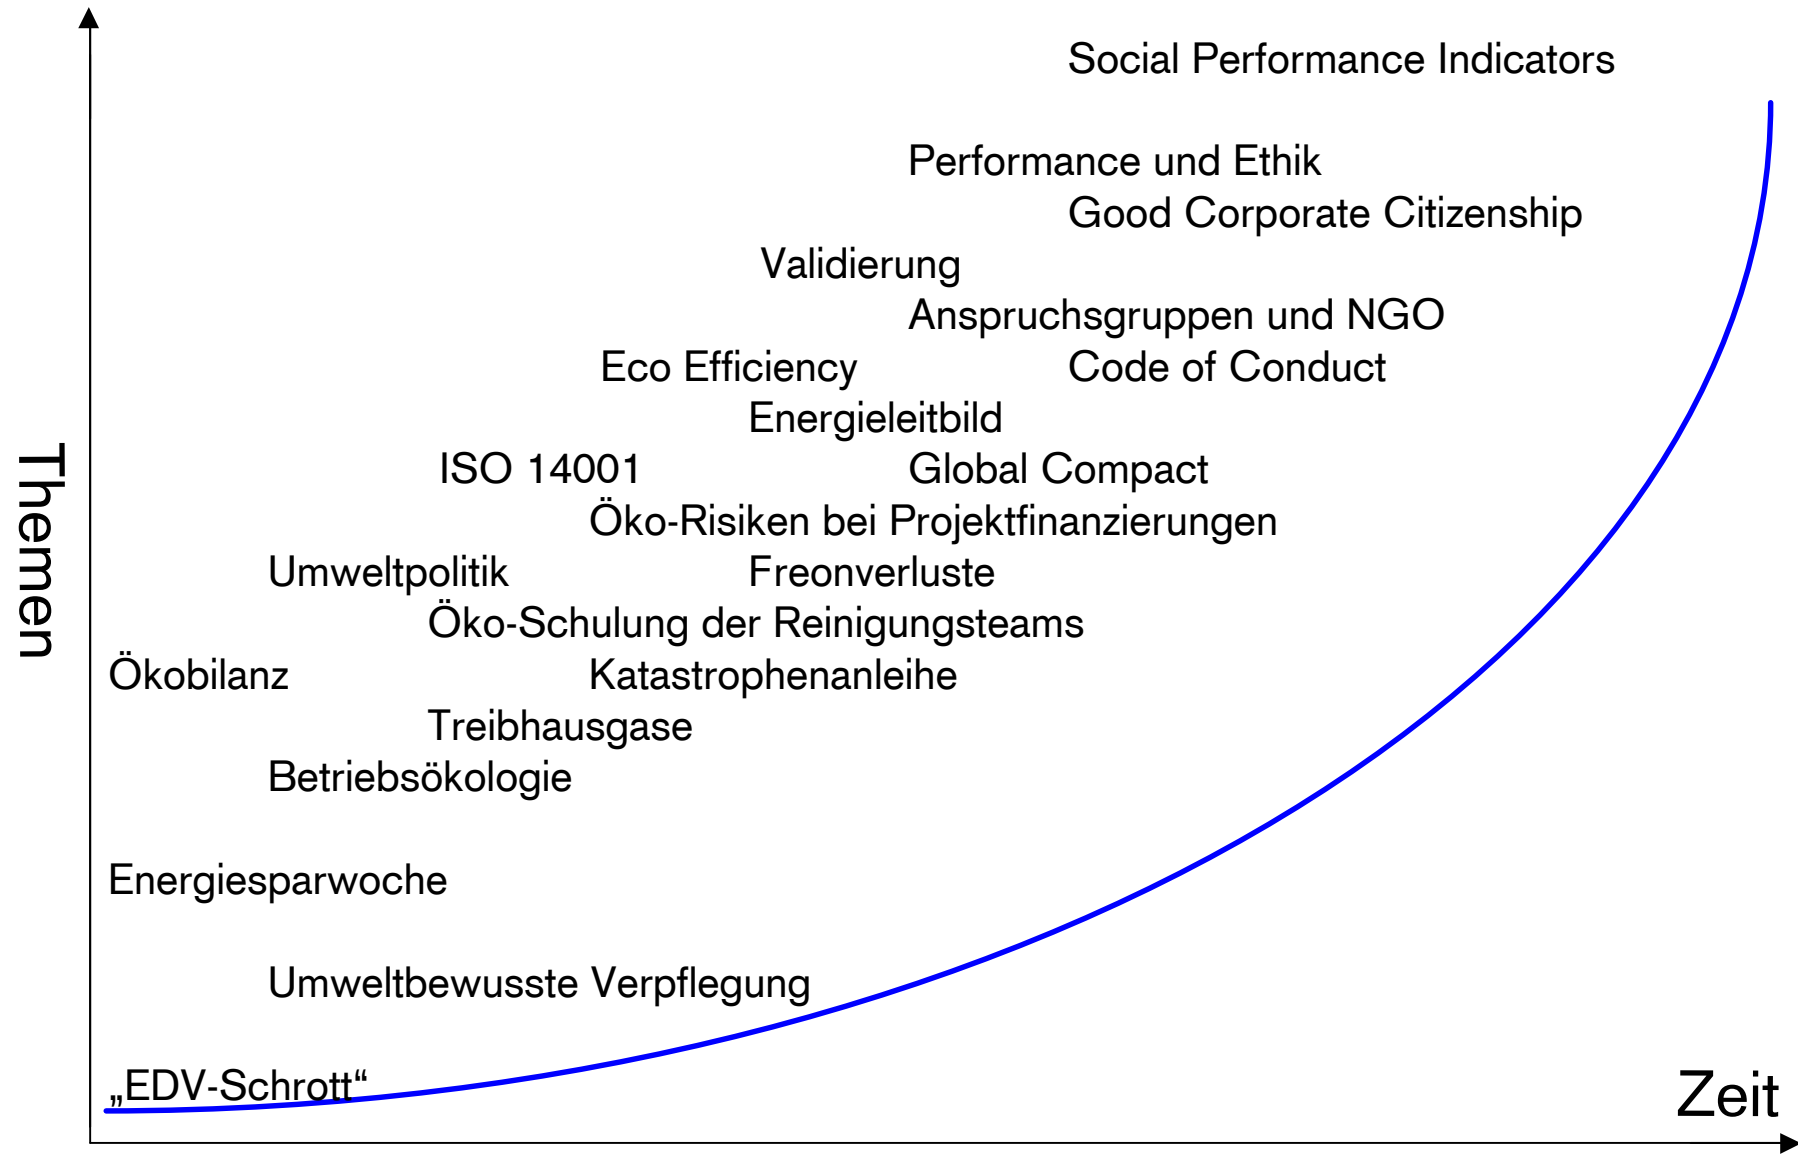 Social Performance Indicators
Performance und Ethik
Good Corporate Citizenship
Validierung
Anspruchsgruppen und NGO
Eco Efficiency
Code of Conduct
Energieleitbild
ISO 14001
Global Compact
Öko-Risiken bei Projektfinanzierungen
Umweltpolitik
Freonverluste
Öko-Schulung der Reinigungsteams
Ökobilanz
Katastrophenanleihe
Treibhausgase
Betriebsökologie
Energiesparwoche
Umweltbewusste Verpflegung
„EDV-Schrott“
Themen
Zeit